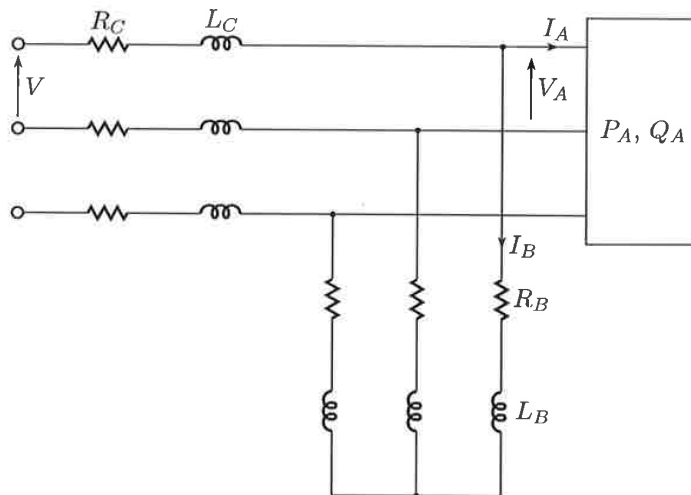 R_C L_C I_A
V V_A
P_A, Q_A
I_B
R_B
L_B